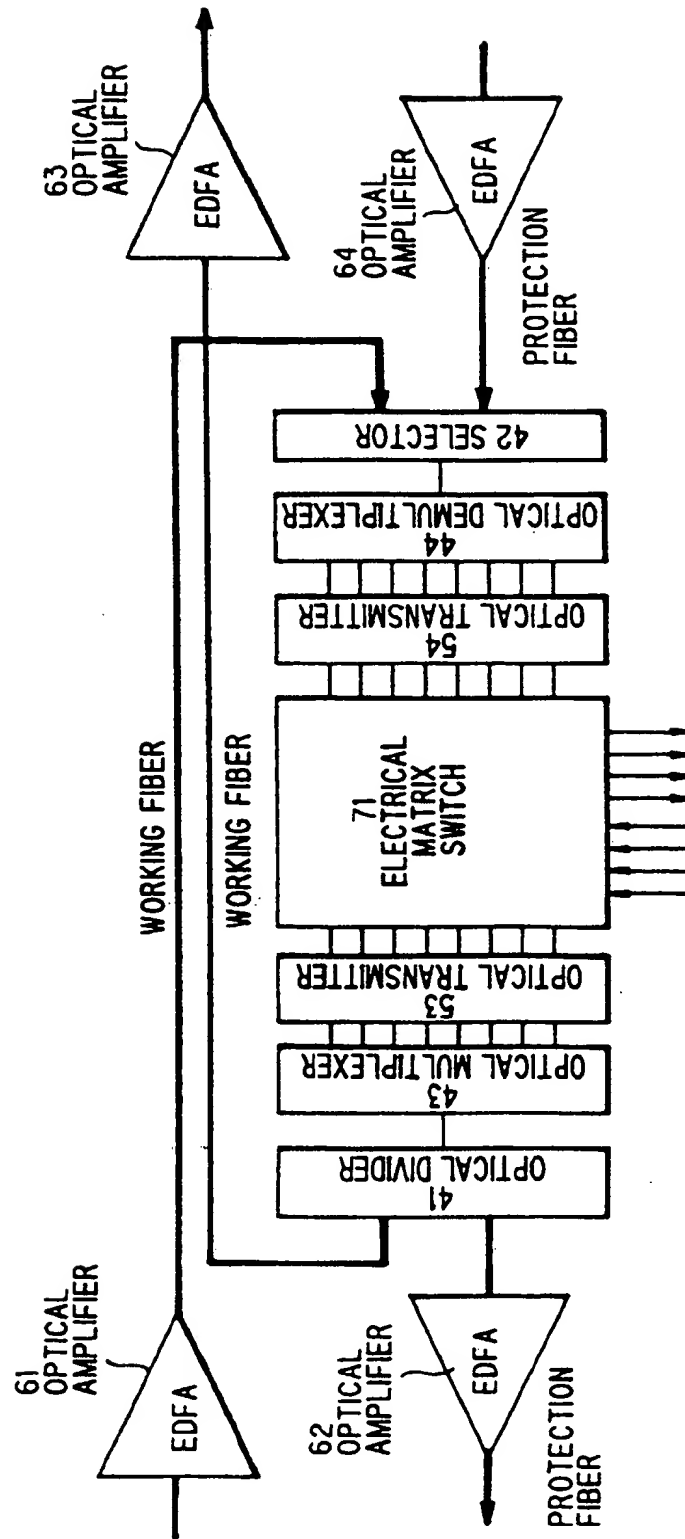 61
OPTICAL
AMPLIFIER
EDFA
63
OPTICAL
AMPLIFIER
EDFA
WORKING FIBER
WORKING FIBER
62
OPTICAL
AMPLIFIER
EDFA
PROTECTION
FIBER
41
OPTICAL DIVIDER
43
OPTICAL MULTIPLEXER
53
OPTICAL TRANSMITTER
71
ELECTRICAL
MATRIX
SWITCH
54
OPTICAL TRANSMITTER
44
OPTICAL DEMULTIPLEXER
42 SELECTOR
64
OPTICAL
AMPLIFIER
EDFA
PROTECTION
FIBER